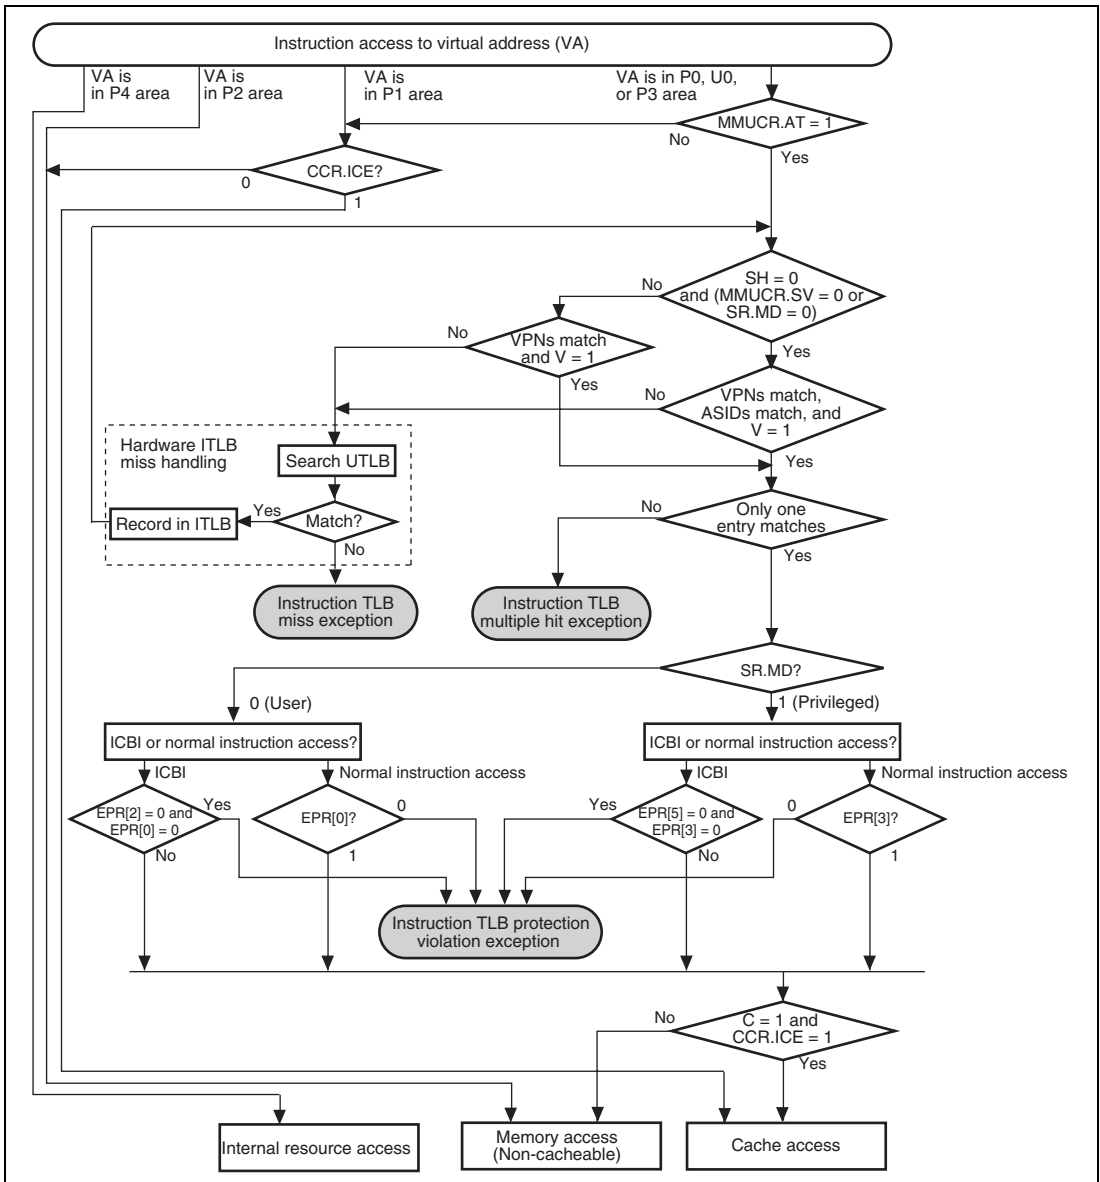 Instruction access to virtual address (VA)
VA is
in P4 area
VA is
in P2 area
VA is
in P1 area
VA is in P0, U0,
or P3 area
MMUCR.AT = 1
No
Yes
CCR.ICE?
0
1
SH = 0
and (MMUCR.SV = 0 or
SR.MD = 0)
No
Yes
VPNs match
and V = 1
No
Yes
VPNs match,
ASIDs match, and
V = 1
No
Yes
Hardware ITLB
miss handling
Search UTLB
Match?
Yes
No
Record in ITLB
Only one
entry matches
No
Yes
Instruction TLB
miss exception
Instruction TLB
multiple hit exception
SR.MD?
0 (User)
1 (Privileged)
ICBI or normal instruction access?
ICBI or normal instruction access?
ICBI
Normal instruction access
ICBI
Normal instruction access
EPR[2] = 0 and
EPR[0] = 0
Yes
No
EPR[0]?
0
1
EPR[5] = 0 and
EPR[3] = 0
Yes
No
EPR[3]?
0
1
Instruction TLB protection
violation exception
C = 1 and
CCR.ICE = 1
No
Yes
Internal resource access
Memory access
(Non-cacheable)
Cache access